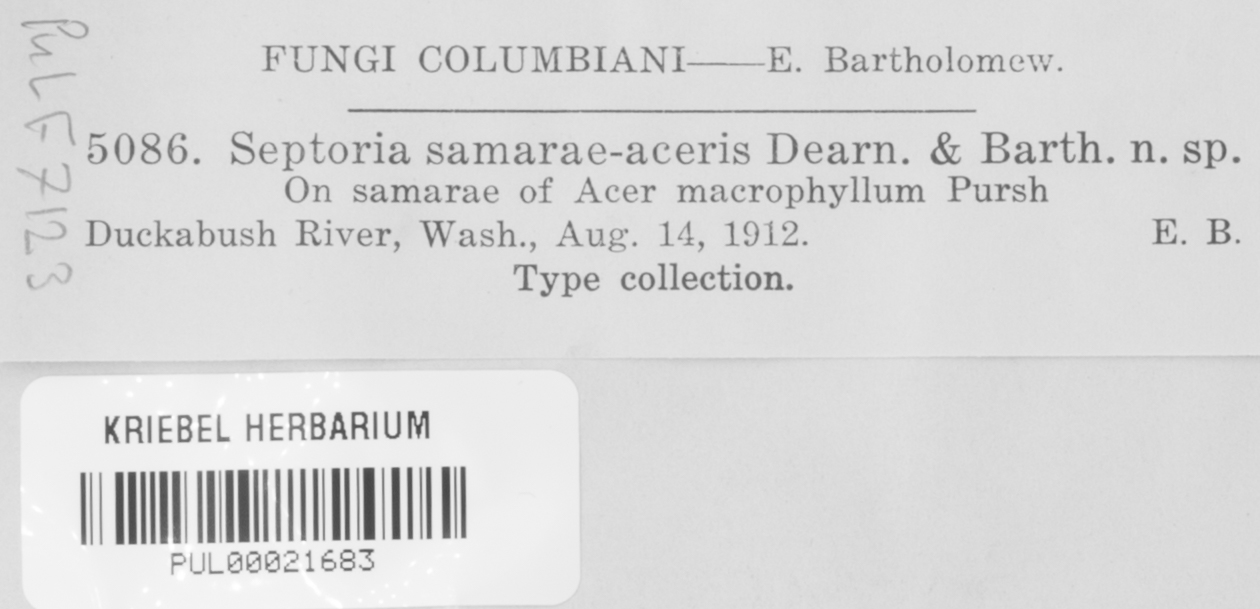 FUNGI COLUMBIANI——E. Bartholomew.
5086. Septoria samarae-aceris Dearn. & Barth. n. sp.
On samarae of Acer macrophyllum Pursh
Duckabush River, Wash., Aug. 14, 1912. E. B.
Type collection.
PUL F 7123
KRIEBEL HERBARIUM
PUL00021683